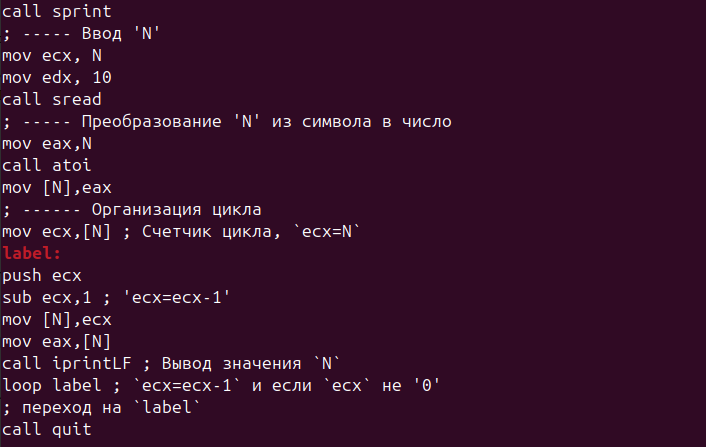 call sprint
; ----- Ввод 'N'
mov ecx, N
mov edx, 10
call sread
; ----- Преобразование 'N' из символа в число
mov eax,N
call atoi
mov [N],eax
; ------ Организация цикла
mov ecx,[N] ; Счетчик цикла, `ecx=N`
label:
push ecx
sub ecx,1 ; 'ecx=ecx-1'
mov [N],ecx
mov eax,[N]
call iprintLF ; Вывод значения `N`
loop label ; `ecx=ecx-1` и если `ecx` не '0'
; переход на `label`
call quit